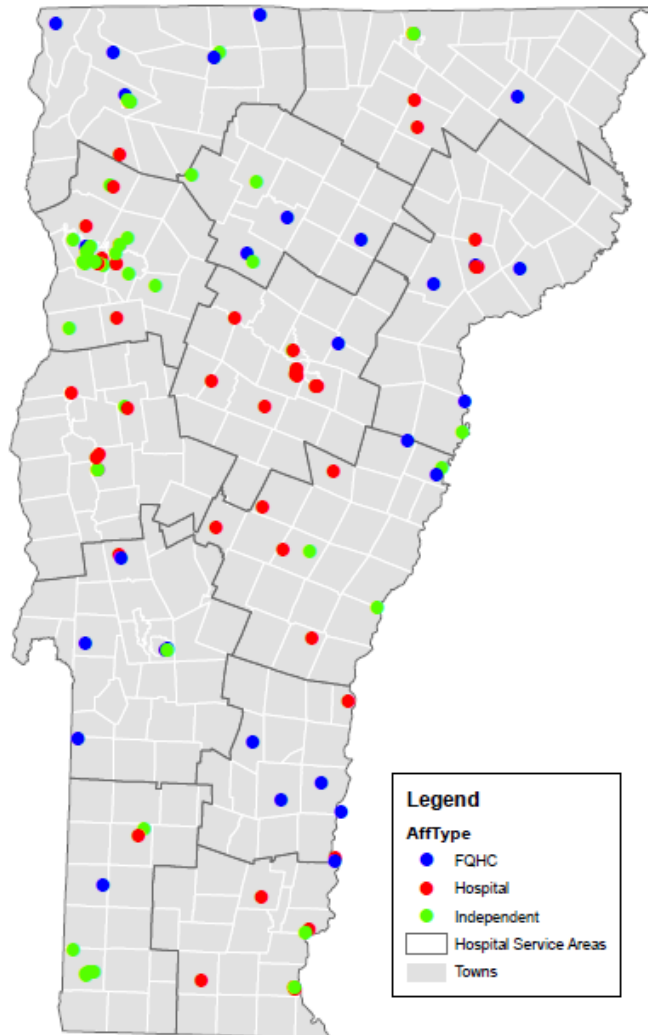 Legend
AffType
FQHC
Hospital
Independent
Hospital Service Areas
Towns